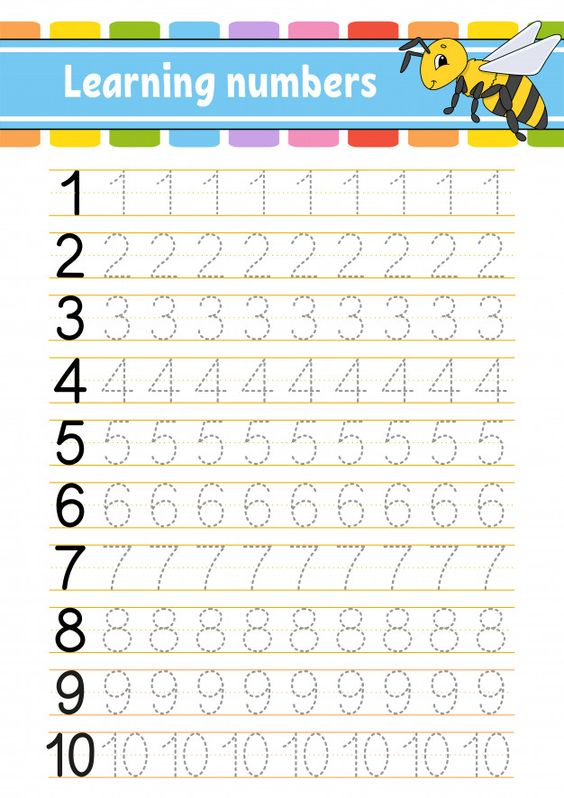 Learning numbers
1 1 1 1 1 1 1 1 1 1
2 2 2 2 2 2 2 2 2 2
3 3 3 3 3 3 3 3 3 3
4 4 4 4 4 4 4 4 4 4
5 5 5 5 5 5 5 5 5 5
6 6 6 6 6 6 6 6 6 6
7 7 7 7 7 7 7 7 7 7
8 8 8 8 8 8 8 8 8 8
9 9 9 9 9 9 9 9 9 9
10 10 10 10 10 10 10 10